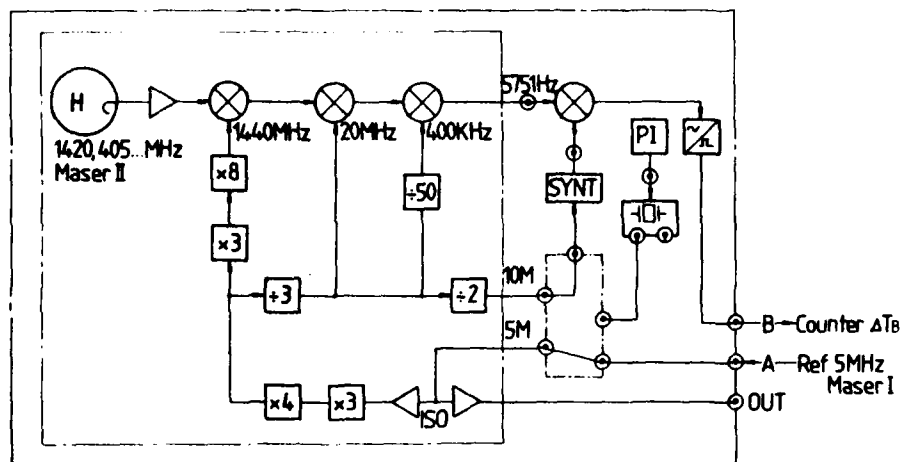 H
1420,405...MHz
Maser II
1440MHz
20MHz
400KHz
5751Hz
PI
×8
÷50
SYNT
×3
÷3
÷2
10M
5M
B Counter ΔTB
A Ref 5MHz
Maser I
×4
×3
ISO
OUT